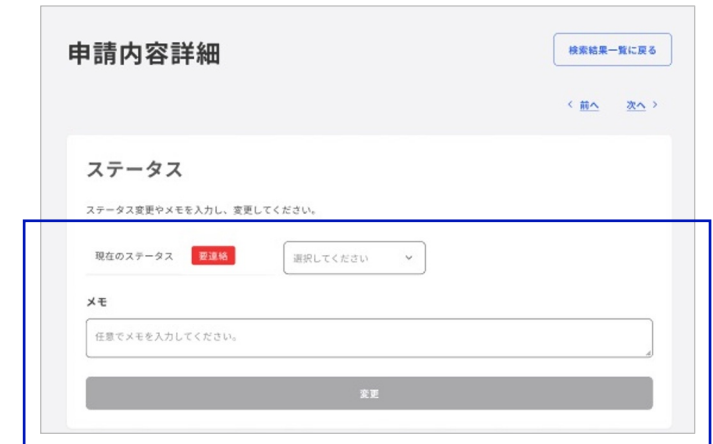 申請内容詳細
検索結果一覧に戻る
< 前へ 次へ >
ステータス
ステータス変更やメモを入力し、変更してください。
現在のステータス 要連絡 選択してください
メモ
任意でメモを入力してください。
変更